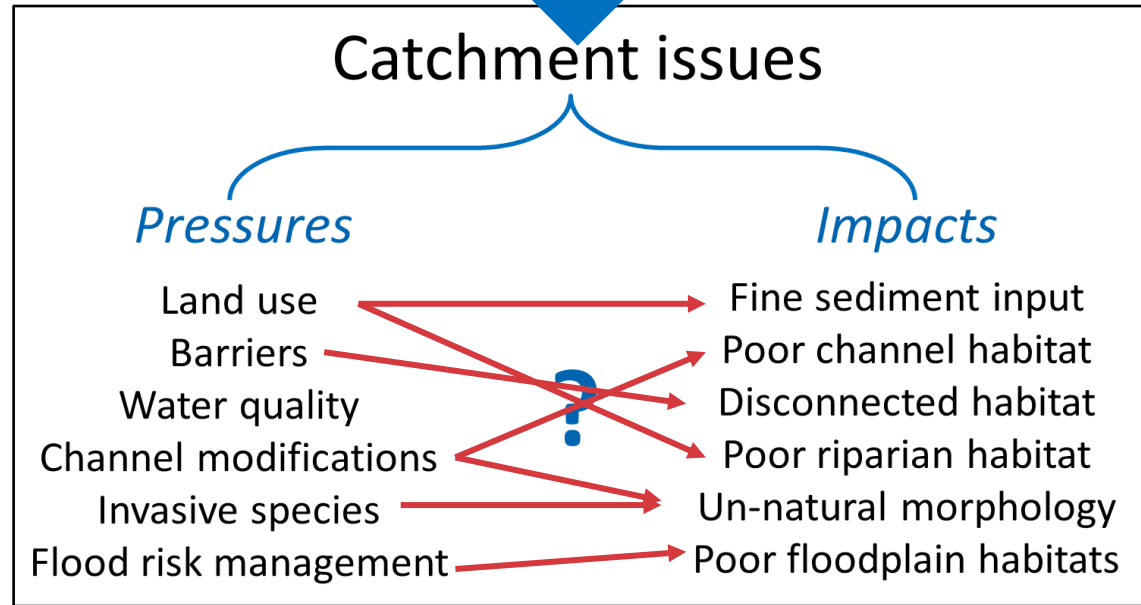 Catchment issues
Pressures
Impacts
Land use
Fine sediment input
Barriers
Poor channel habitat
Water quality
Disconnected habitat
?
Channel modifications
Poor riparian habitat
Invasive species
Un-natural morphology
Flood risk management
Poor floodplain habitats